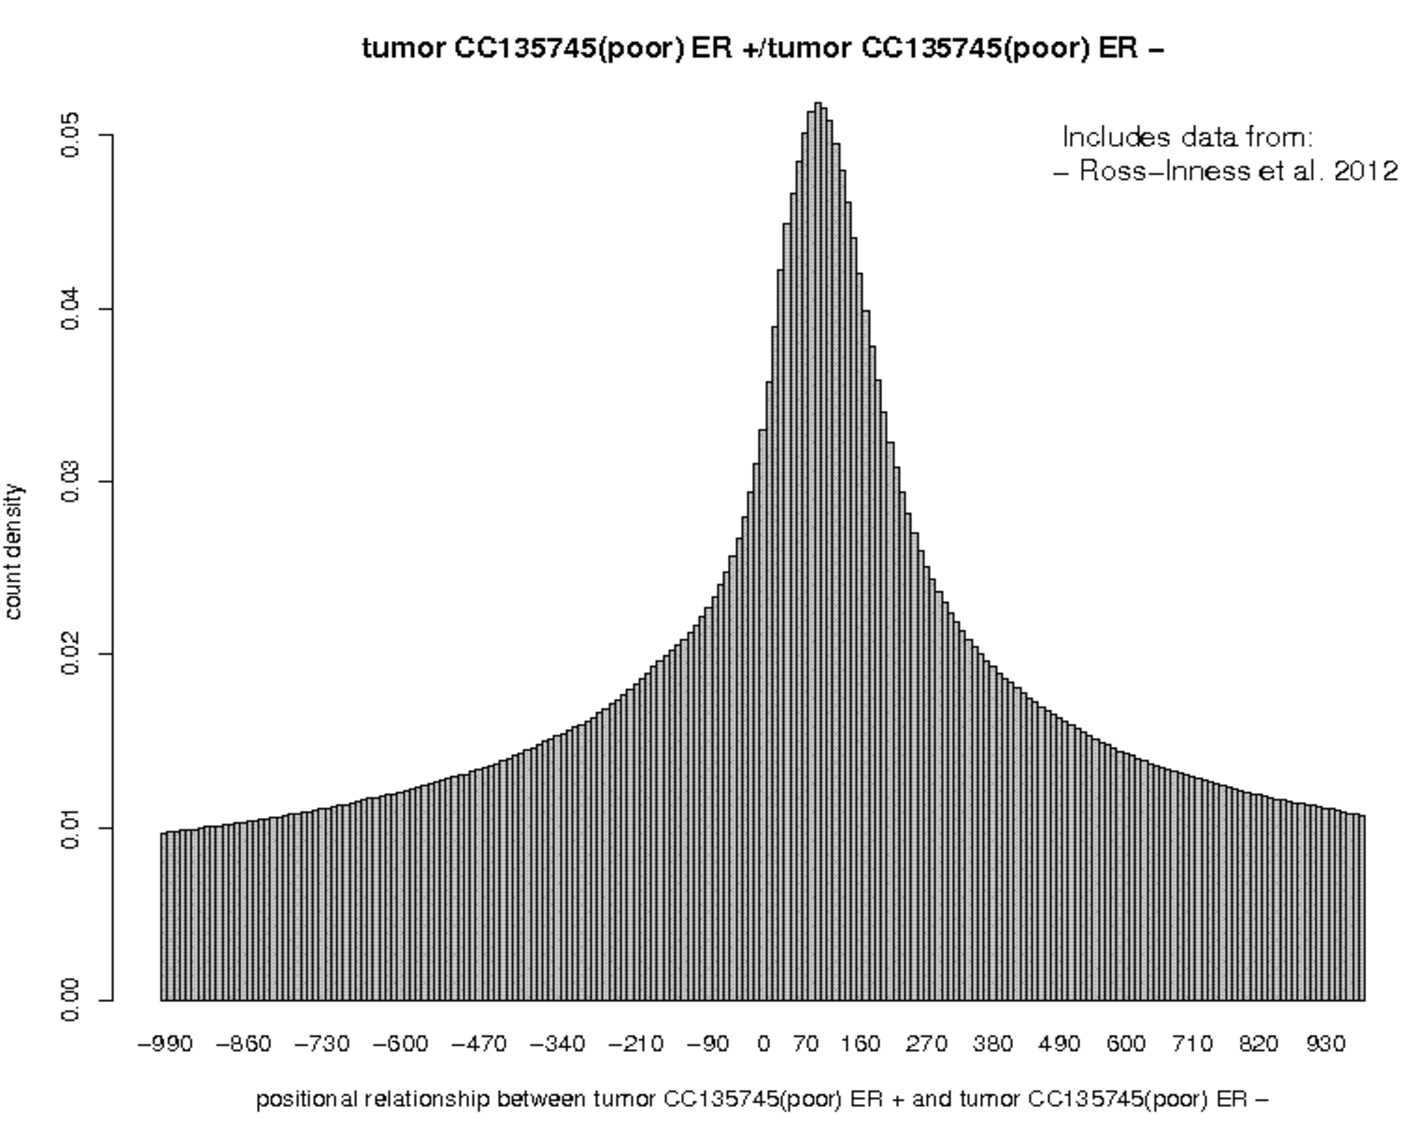 tumor CC135745(poor) ER +/tumor CC135745(poor) ER −
Includes data from:
− Ross−Inness et al. 2012
count density
0.05
0.04
0.03
0.02
0.01
0.00
−990 −860 −730 −600 −470 −340 −210 −90 0 70 160 270 380 490 600 710 820 930
positional relationship between tumor CC135745(poor) ER + and tumor CC135745(poor) ER −